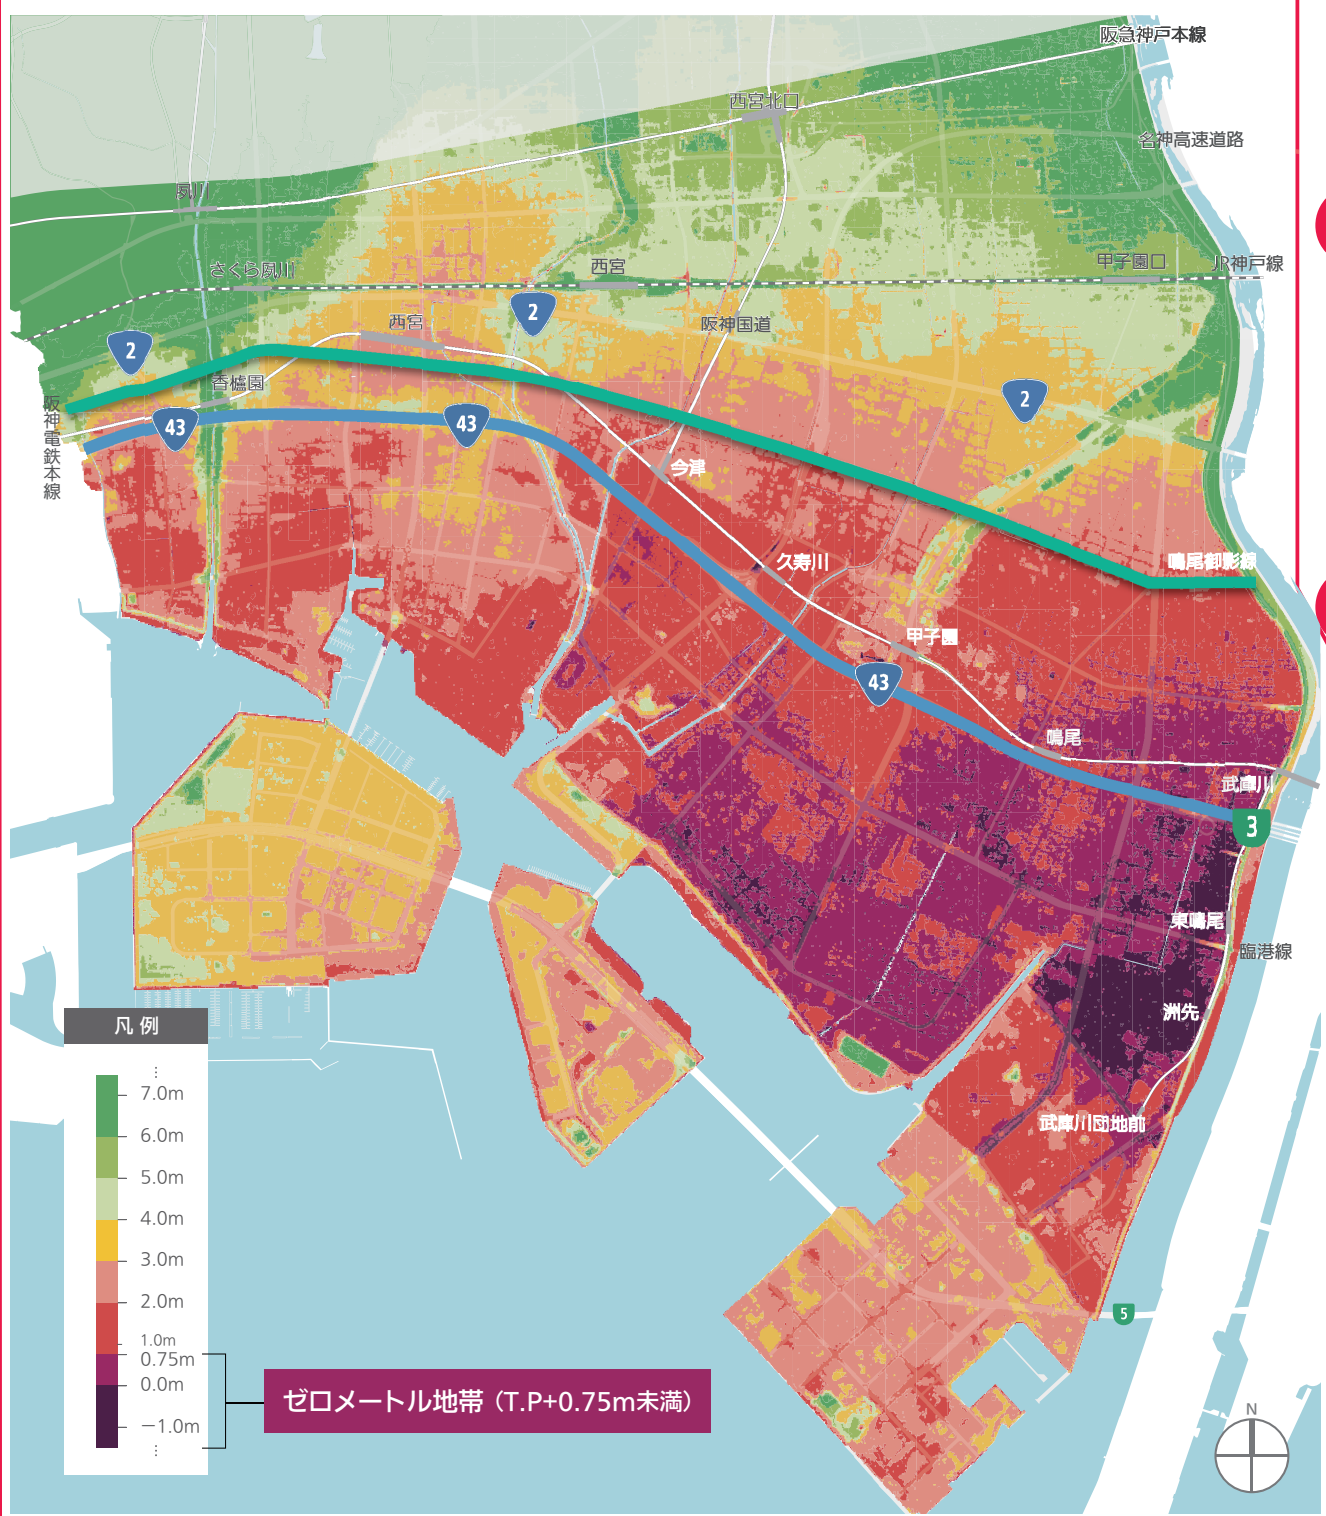 阪急神戸本線
西宮北口
名神高速道路
夙川
さくら夙川
西宮
甲子園口
JR神戸線
2
西宮
阪神国道
2
香櫨園
2
阪神電鉄本線
43
43
今津
久寿川
鳴尾御影線
甲子園
43
鳴尾
武庫川
3
東鳴尾
臨港線
洲先
武庫川団地前
5
凡例
7.0m
6.0m
5.0m
4.0m
3.0m
2.0m
1.0m
0.75m
0.0m
－1.0m
ゼロメートル地帯（T.P+0.75m未満）
N